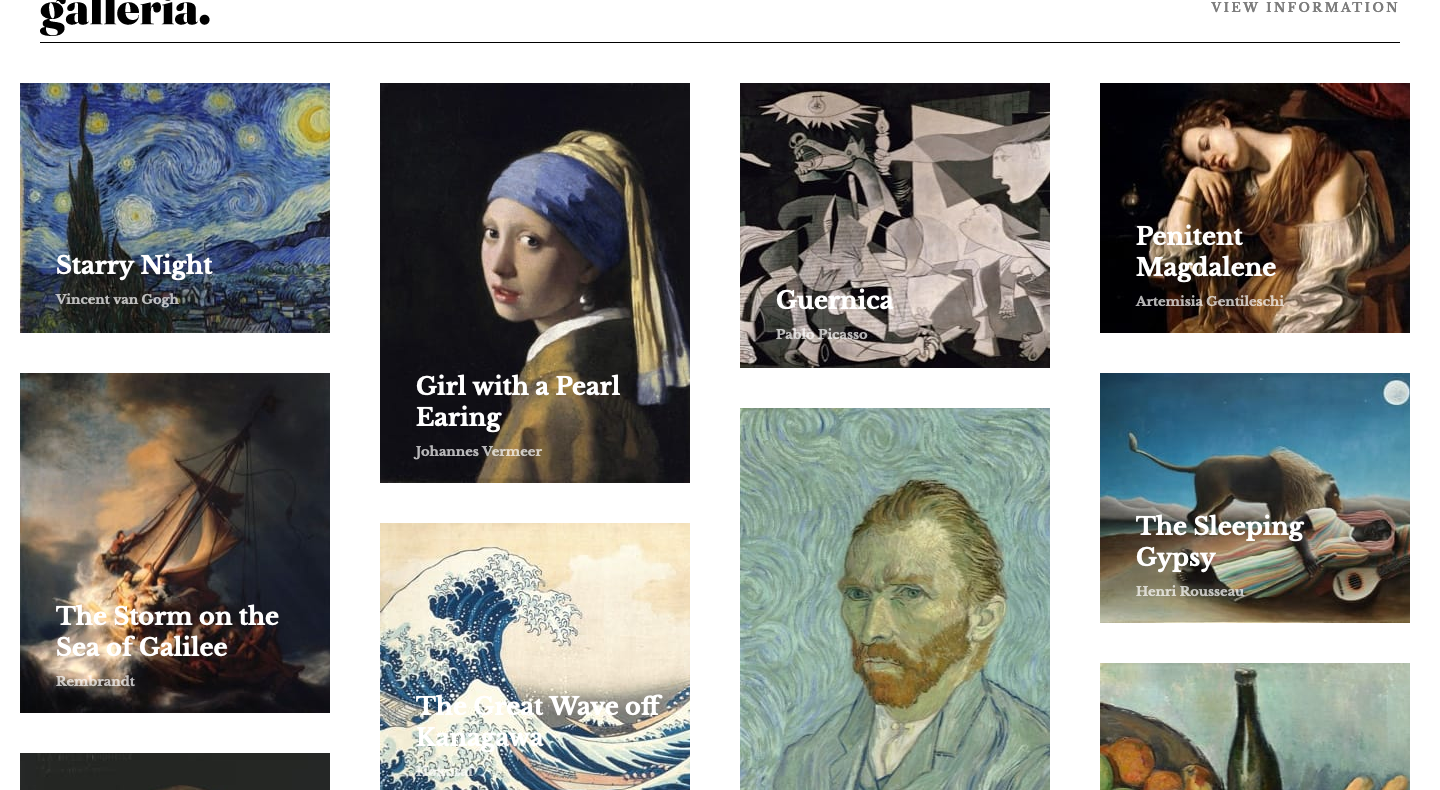 galleria.
VIEW INFORMATION
Starry Night
Vincent van Gogh
Girl with a Pearl
Earing
Johannes Vermeer
Guernica
Pablo Picasso
Penitent
Magdalene
Artemisia Gentileschi
The Storm on the
Sea of Galilee
Rembrandt
The Great Wave off
Kanagawa
The Sleeping
Gypsy
Henri Rousseau